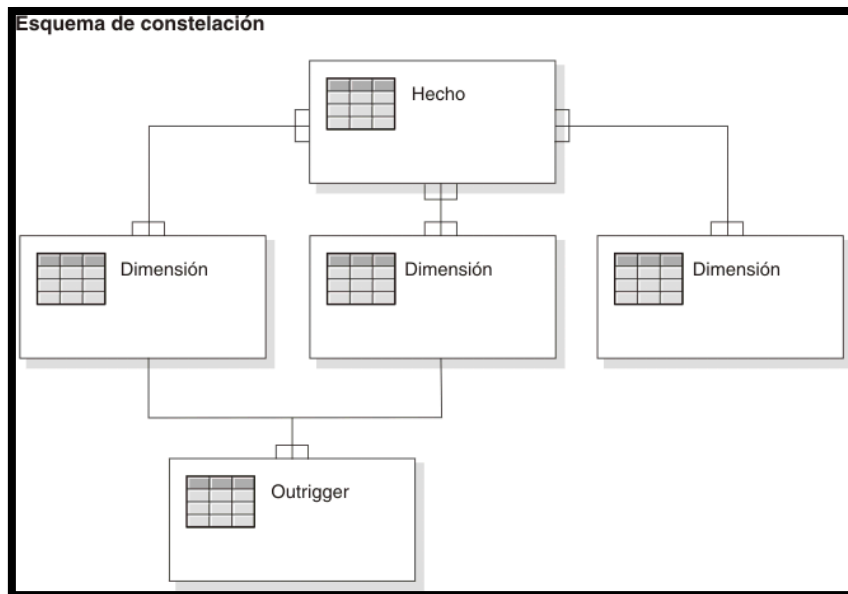 Esquema de constelación
Hecho
Dimensión
Dimensión
Dimensión
Outrigger